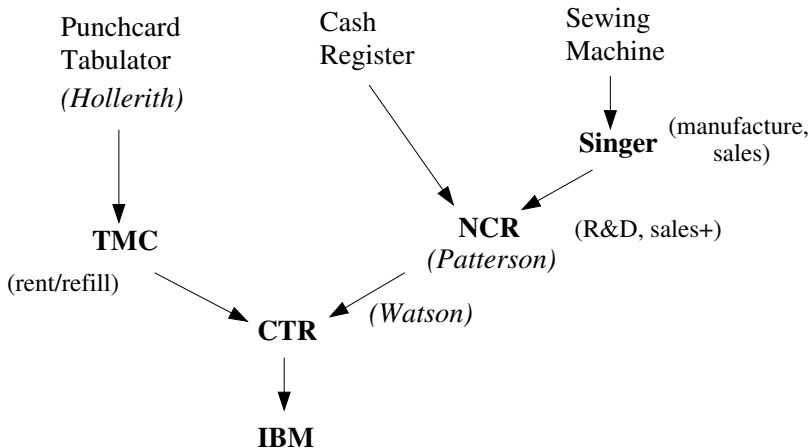 Punchcard
Tabulator
(Hollerith)
Cash
Register
Sewing
Machine
Singer
(manufacture,
sales)
TMC
(rent/refill)
NCR
(Patterson)
(R&D, sales+)
(Watson)
CTR
IBM